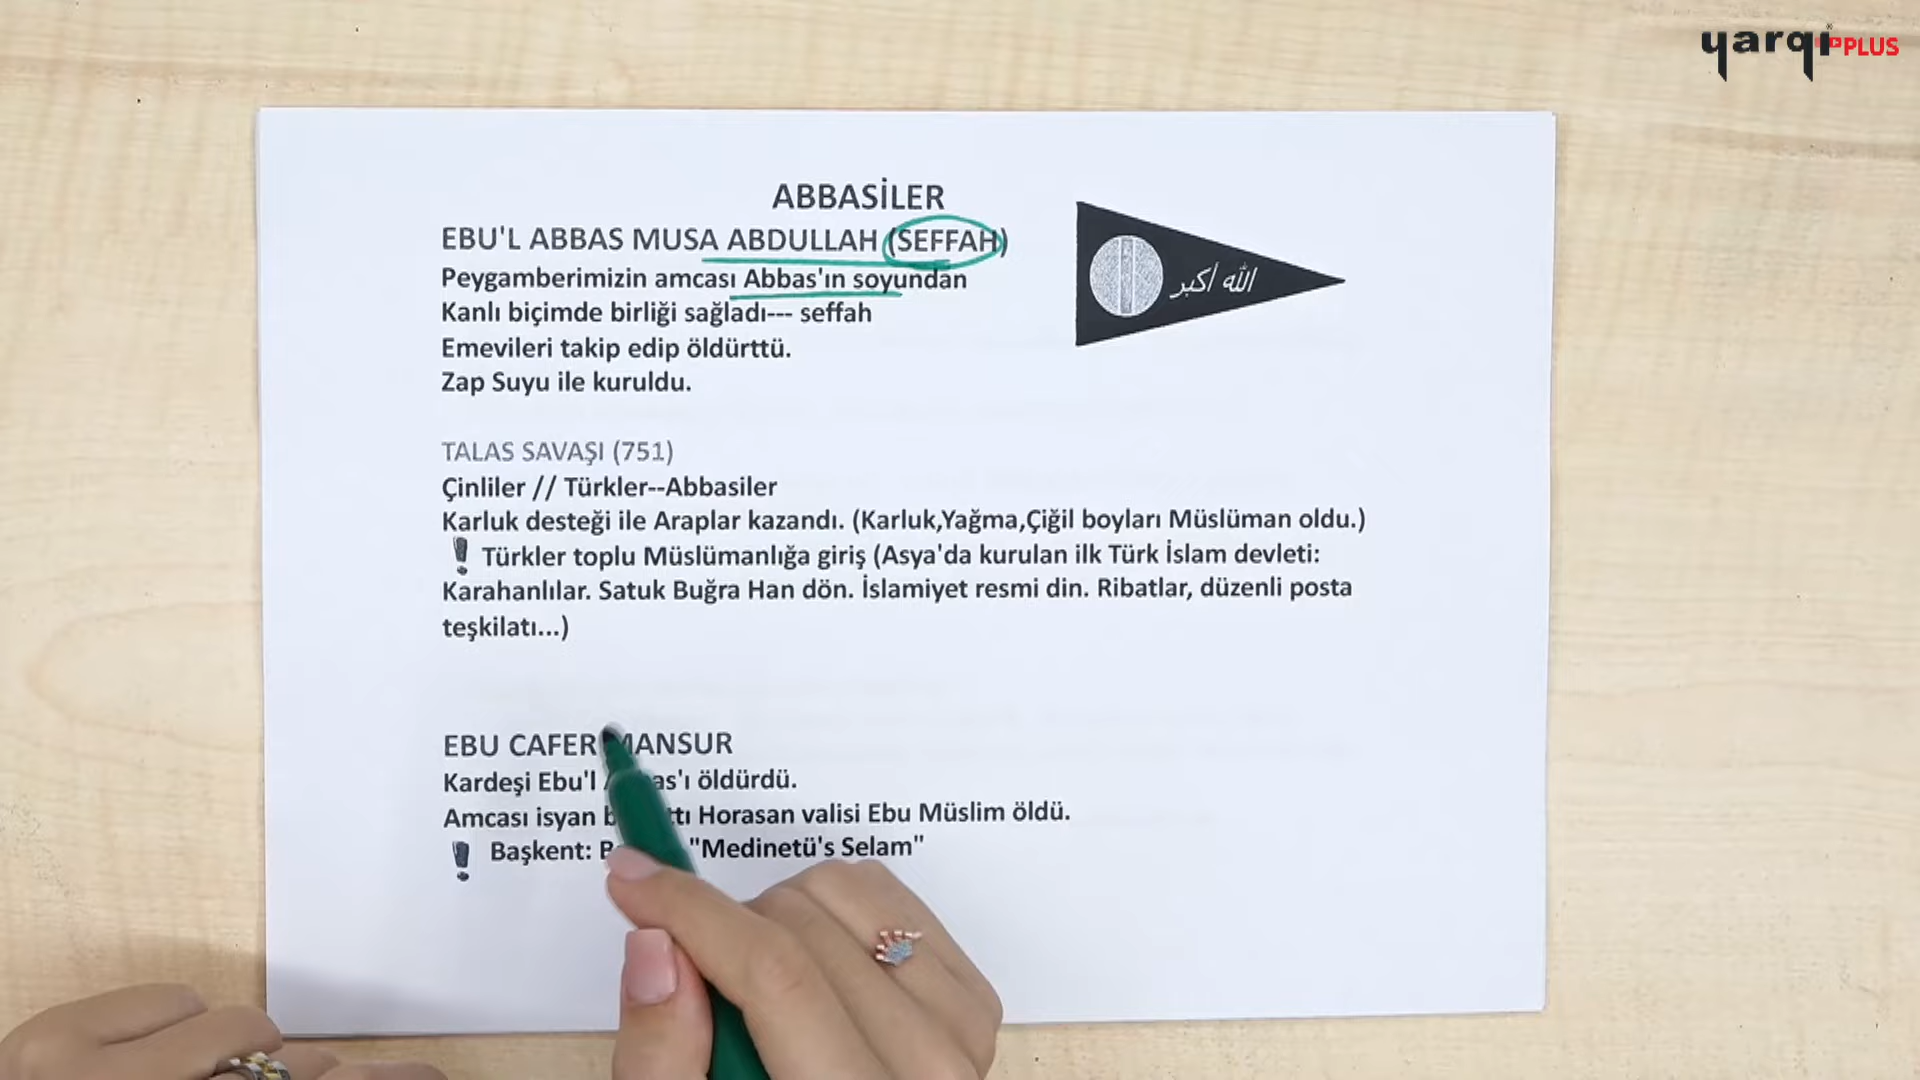 yarqı PLUS
ABBASİLER
EBU'L ABBAS MUSA ABDULLAH (SEFFAH)
Peygamberimizin amcası Abbas'ın soyundan
Kanlı biçimde birliği sağladı--- seffah
Emevileri takip edip öldürttü.
Zap Suyu ile kuruldu.
الله أكبر
TALAS SAVAŞI (751)
Çinliler // Türkler--Abbasiler
Karluk desteği ile Araplar kazandı. (Karluk,Yağma,Çiğil boyları Müslüman oldu.)
! Türkler toplu Müslümanlığa giriş (Asya'da kurulan ilk Türk İslam devleti:
Karahanlılar. Satuk Buğra Han dön. İslamiyet resmi din. Ribatlar, düzenli posta
teşkilatı...)
EBU CAFER MANSUR
Kardeşi Ebu'l öldürdü.
Amcası isyan Horasan valisi Ebu Müslim öldü.
! Başkent: "Medinetü's Selam"